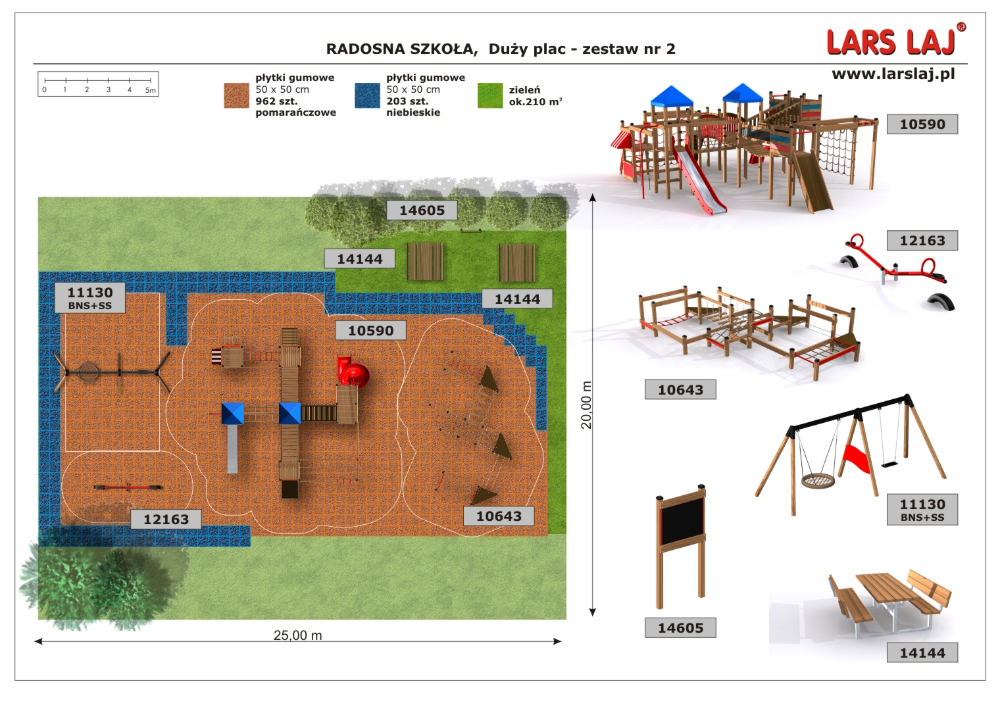 RADOSNA SZKOŁA, Duży plac - zestaw nr 2
LARS LAJ®
www.larslaj.pl
0 1 2 3 4 5m
płytki gumowe
50 x 50 cm
962 szt.
pomarańczowe
płytki gumowe
50 x 50 cm
203 szt.
niebieskie
zieleń
ok.210 m²
10590
14605
12163
14144
11130
BNS+SS
14144
10590
10643
20,00 m
10643
12163
11130
BNS+SS
14605
25,00 m
14144